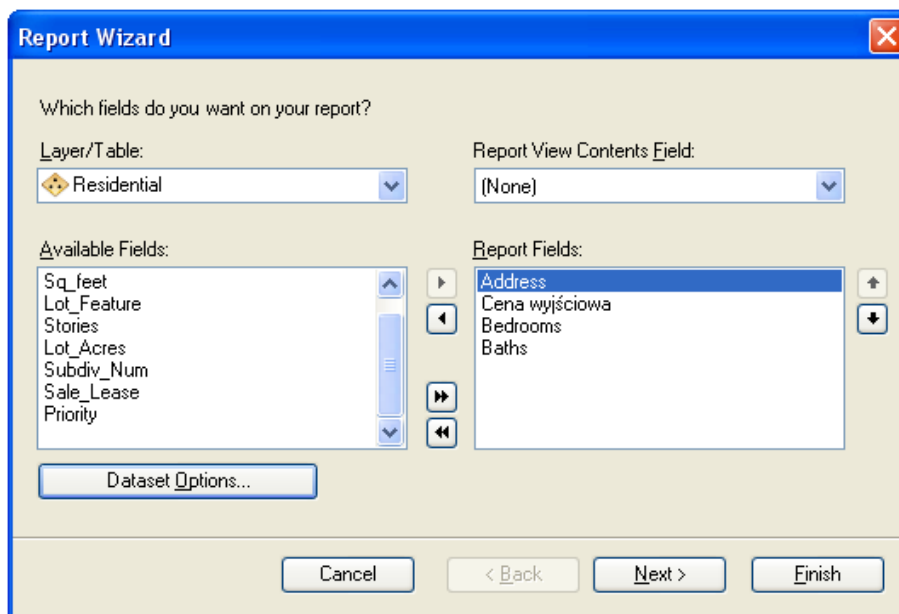 Report Wizard
Which fields do you want on your report?
Layer/Table:
Residential
Report View Contents Field:
(None)
Available Fields:
Sq_feet
Lot_Feature
Stories
Lot_Acres
Subdiv_Num
Sale_Lease
Priority
Report Fields:
Address
Cena wyjściowa
Bedrooms
Baths
Dataset Options...
Cancel
< Back
Next >
Finish